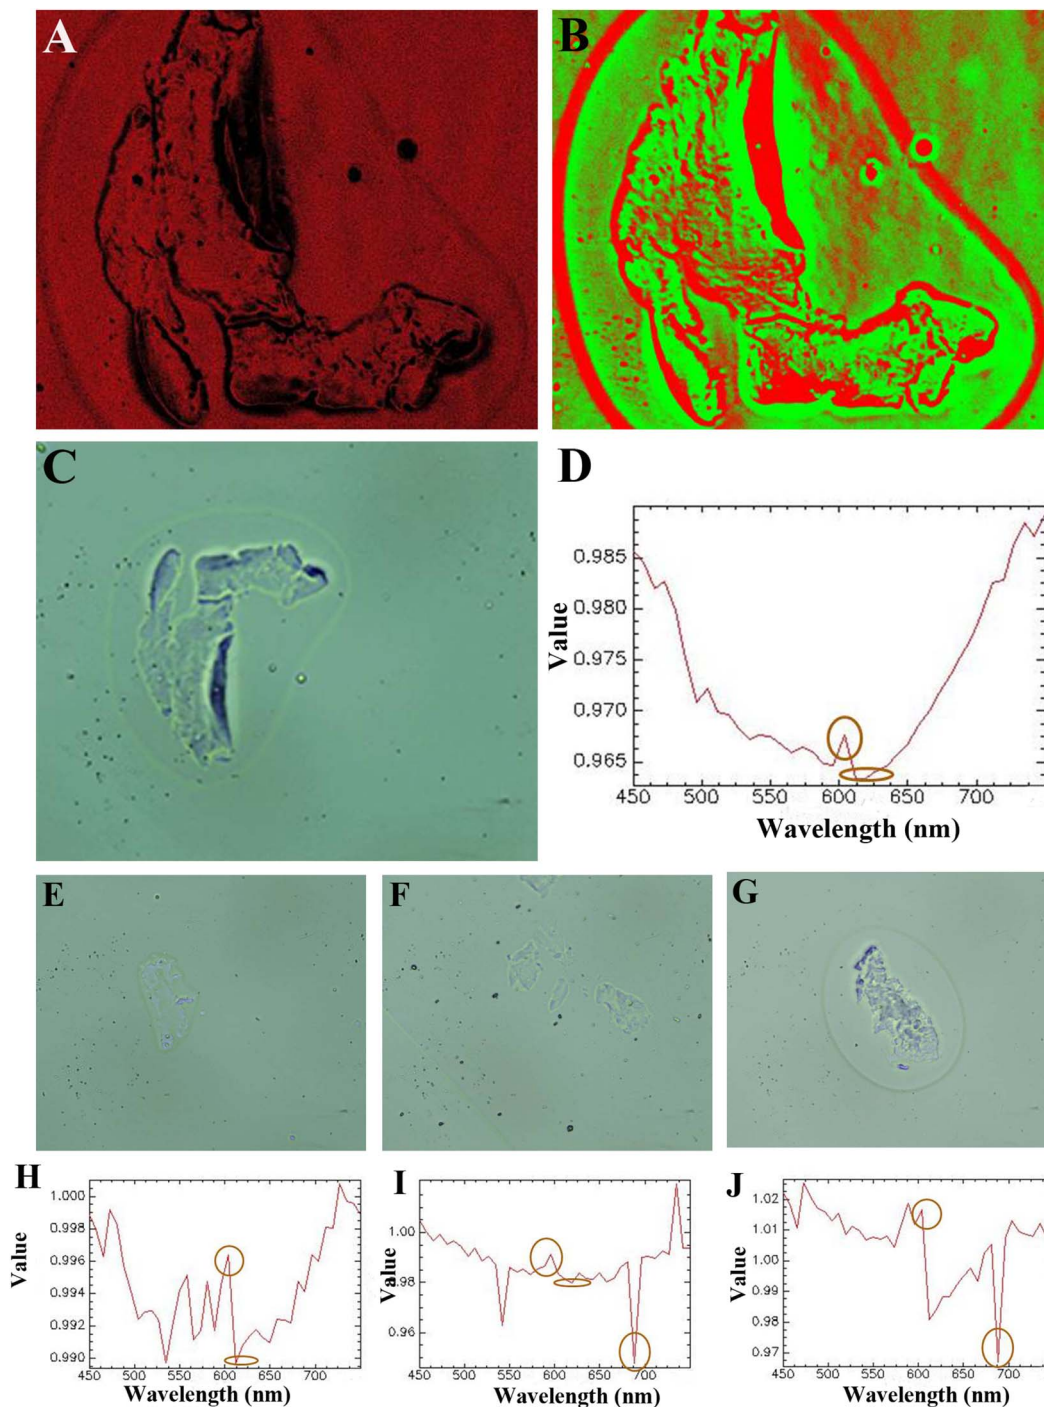 A
B
C
D
0.985
0.980
0.975
0.970
0.965
Value
450 500 550 600 650 700
Wavelength (nm)
E
F
G
H
1.000
0.998
0.996
0.994
0.992
0.990
Value
450 500 550 600 650 700
Wavelength (nm)
I
1.00
0.98
0.96
Value
450 500 550 600 650 700
Wavelength (nm)
J
1.02
1.01
1.00
0.99
0.98
0.97
Value
450 500 550 600 650 700
Wavelength (nm)